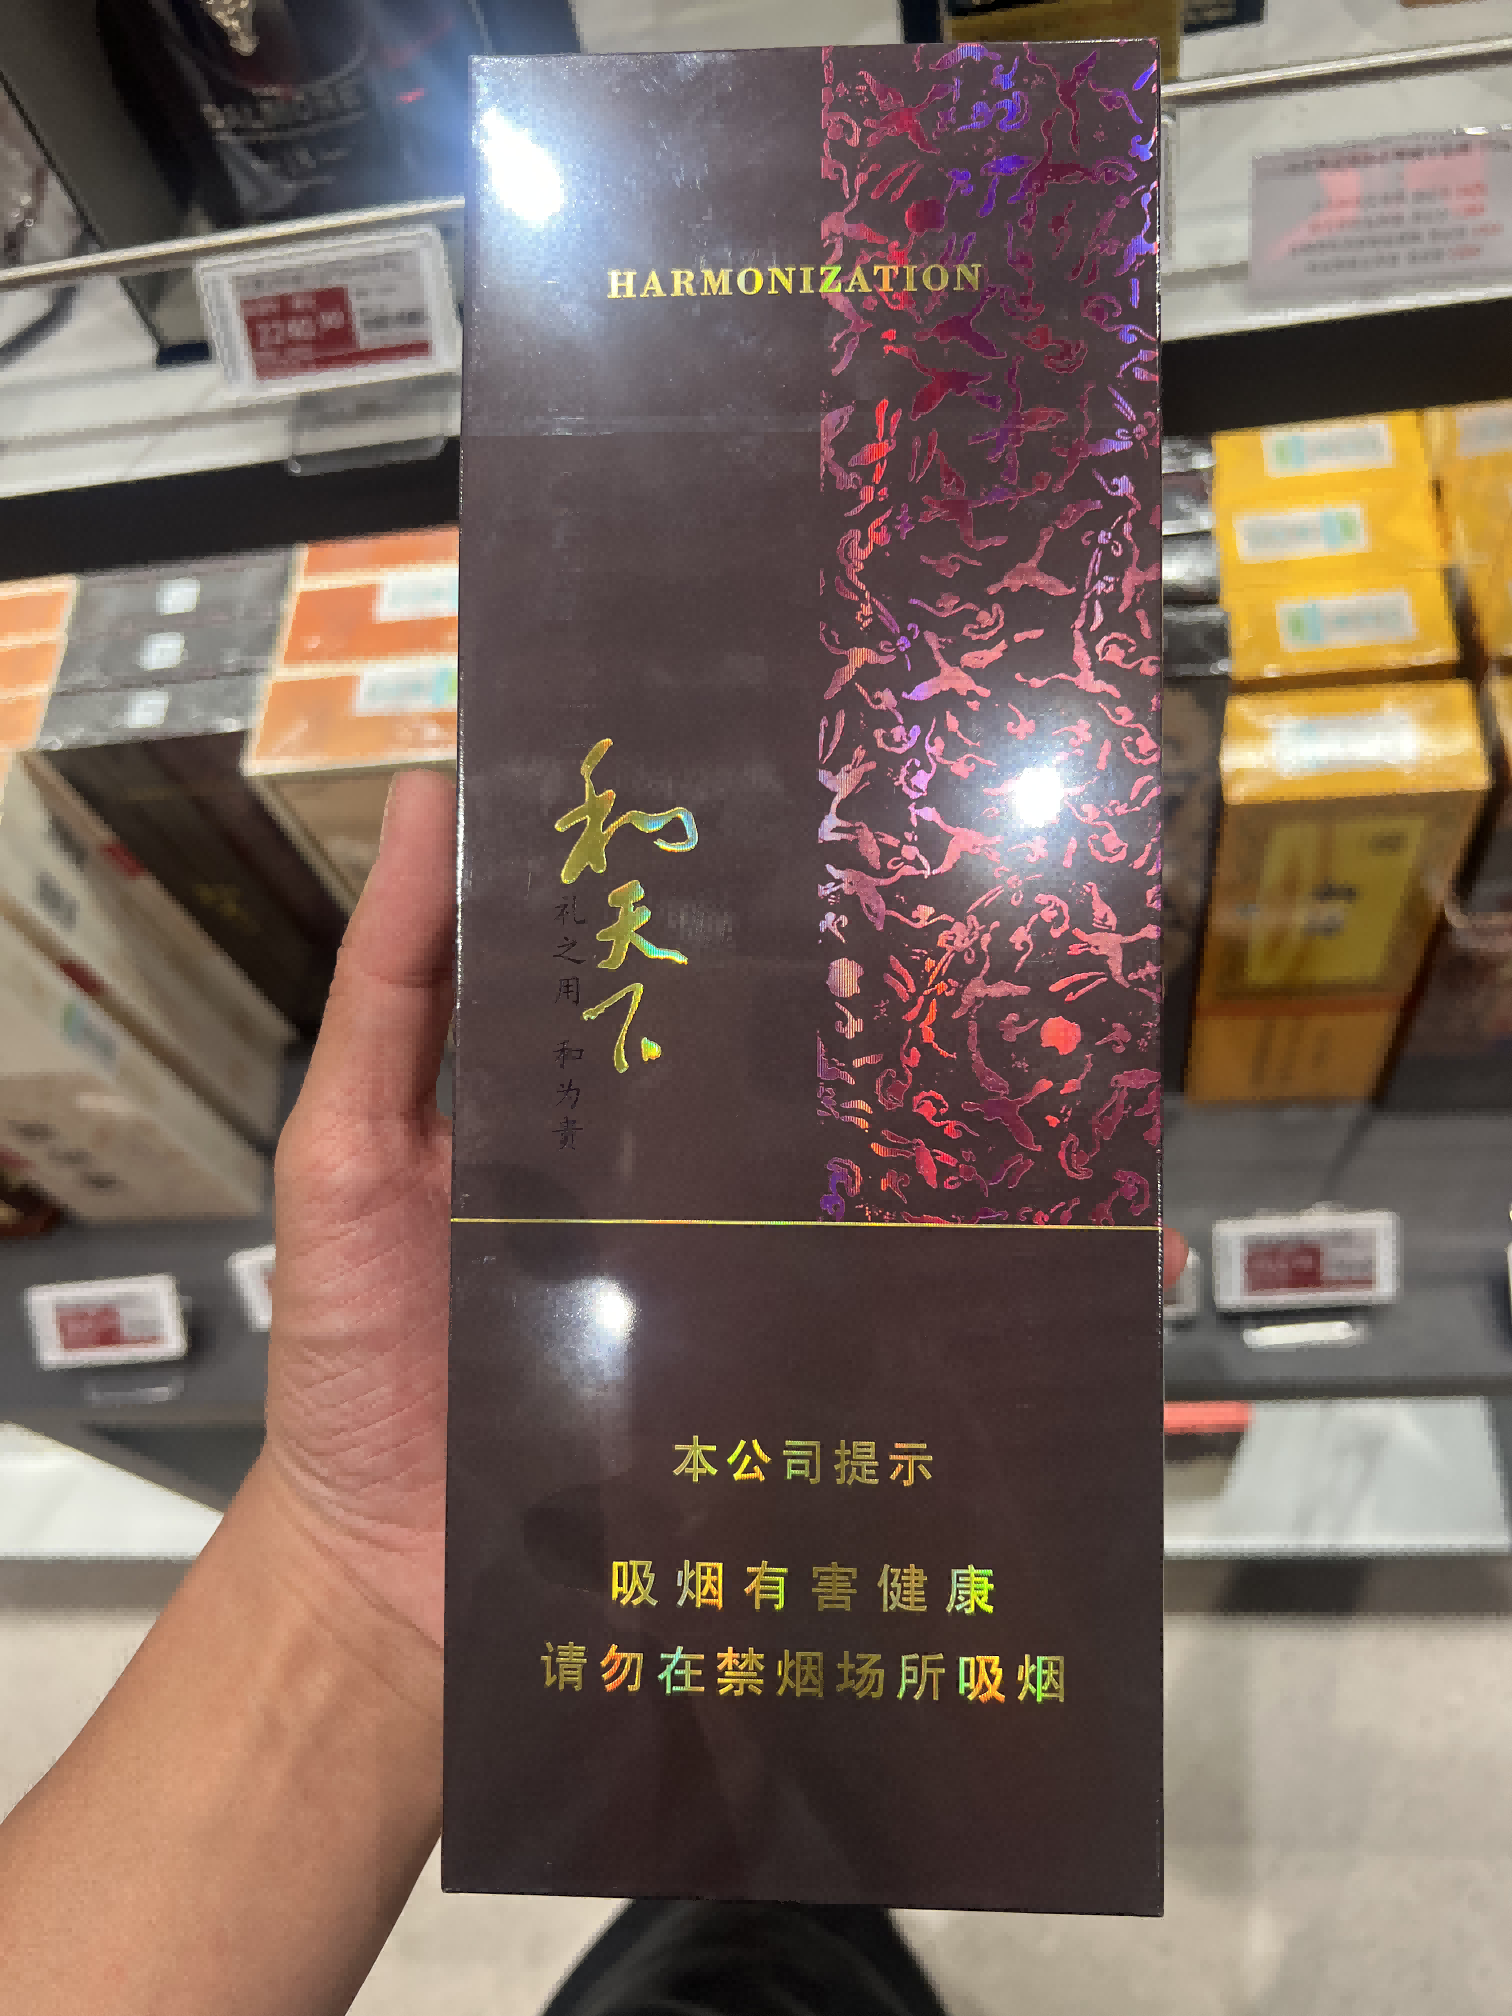 HARMONIZATION
和天下
礼之用 和为贵
本公司提示
吸烟有害健康
请勿在禁烟场所吸烟